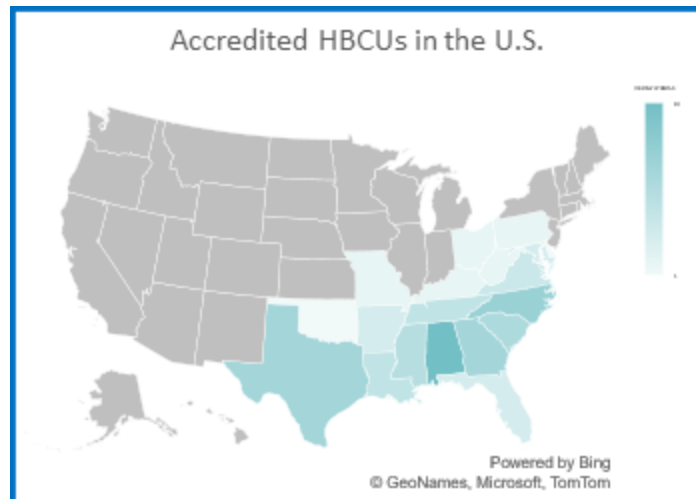 Accredited HBCUs in the U.S.
Powered by Bing
© GeoNames, Microsoft, TomTom